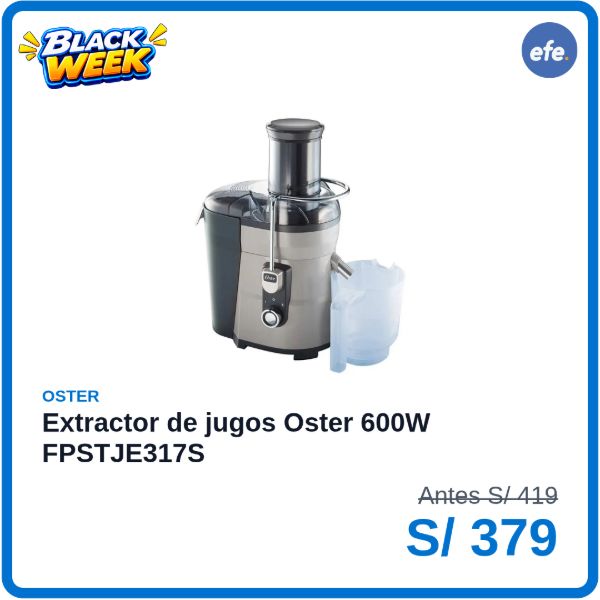 BLACK
WEEK
efe.
OSTER
Extractor de jugos Oster 600W
FPSTJE317S
Antes S/ 419
S/ 379